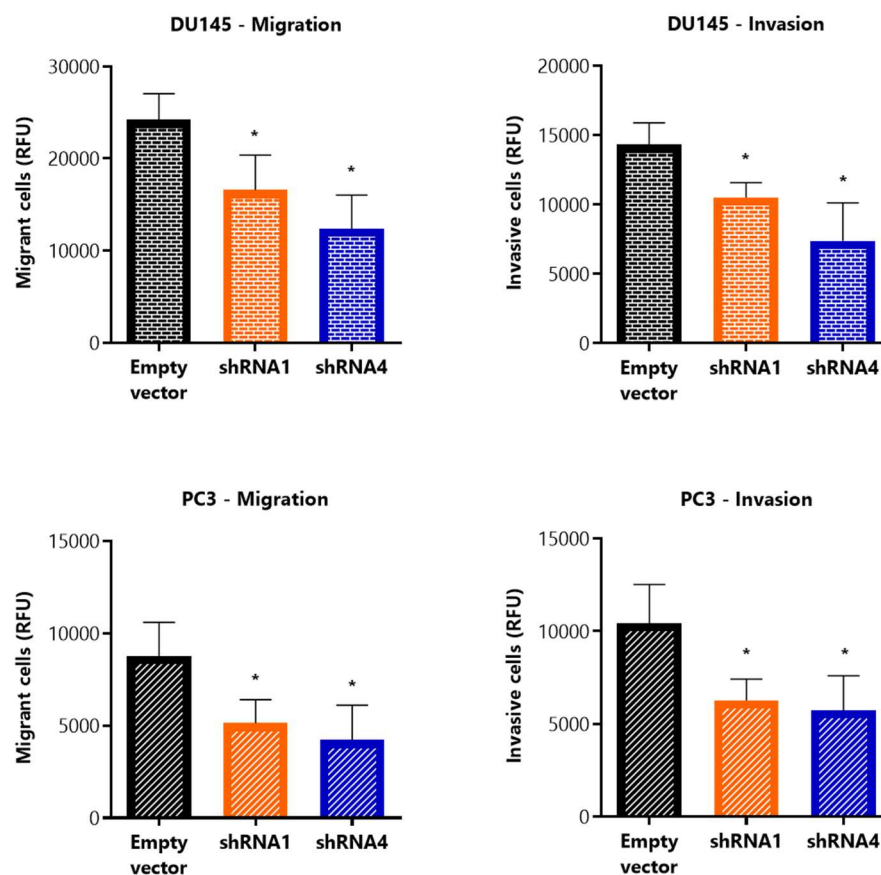 DU145 - Migration
Migrant cells (RFU)
30000
20000
10000
0
*
*
Empty
vector
shRNA1
shRNA4
DU145 - Invasion
Invasive cells (RFU)
20000
15000
10000
5000
0
*
*
Empty
vector
shRNA1
shRNA4
PC3 - Migration
Migrant cells (RFU)
15000
10000
5000
0
*
*
Empty
vector
shRNA1
shRNA4
PC3 - Invasion
Invasive cells (RFU)
15000
10000
5000
0
*
*
Empty
vector
shRNA1
shRNA4